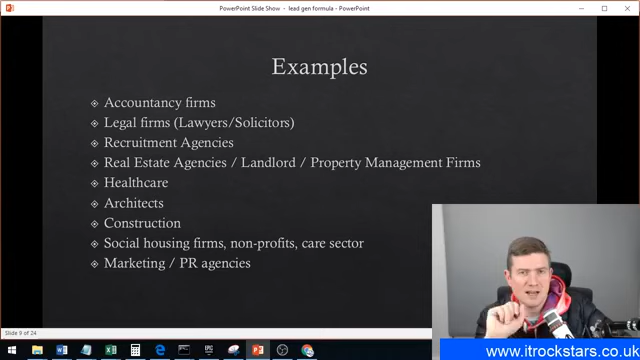 PowerPoint Slide Show - lead gen formula - PowerPoint
Examples
Accountancy firms
Legal firms (Lawyers/Solicitors)
Recruitment Agencies
Real Estate Agencies / Landlord / Property Management Firms
Healthcare
Architects
Construction
Social housing firms, non-profits, care sector
Marketing / PR agencies
Slide 9 of 24
www.itrockstars.co.uk